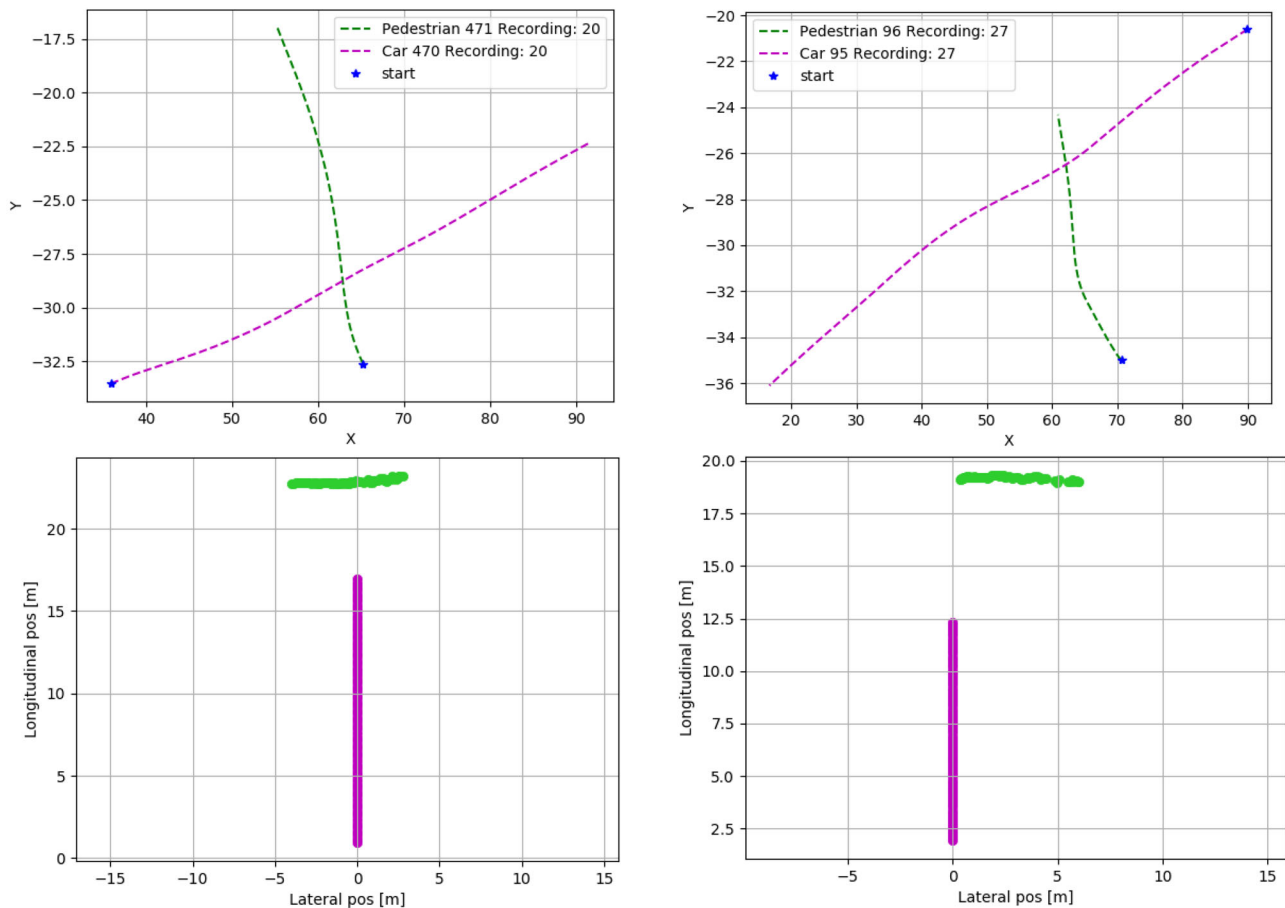 Pedestrian 471 Recording: 20
Car 470 Recording: 20
start
−17.5
−20.0
−22.5
−25.0
−27.5
−30.0
−32.5
Y
40 50 60 70 80 90
X
Pedestrian 96 Recording: 27
Car 95 Recording: 27
start
−20
−22
−24
−26
−28
−30
−32
−34
−36
Y
20 30 40 50 60 70 80 90
X
20
15
10
5
0
Longitudinal pos [m]
−15 −10 −5 0 5 10 15
Lateral pos [m]
20.0
17.5
15.0
12.5
10.0
7.5
5.0
2.5
Longitudinal pos [m]
−5 0 5 10 15
Lateral pos [m]